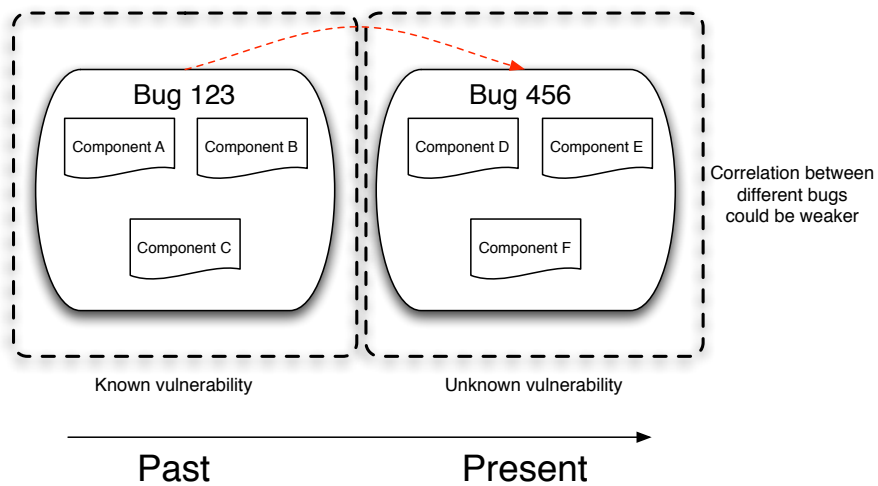 Bug 123
Component A
Component B
Component C
Bug 456
Component D
Component E
Component F
Correlation between
different bugs
could be weaker
Known vulnerability
Unknown vulnerability
Past
Present